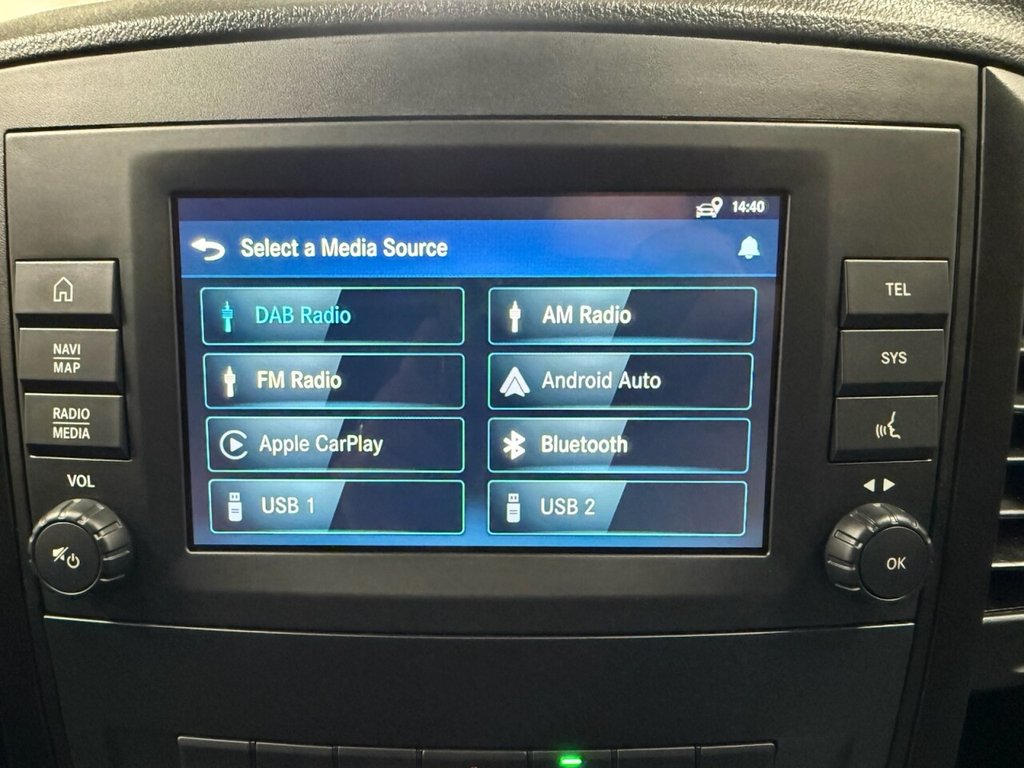 14:40
Select a Media Source
DAB Radio
AM Radio
FM Radio
Android Auto
Apple CarPlay
Bluetooth
USB 1
USB 2
NAVI
MAP
RADIO
MEDIA
VOL
TEL
SYS
OK